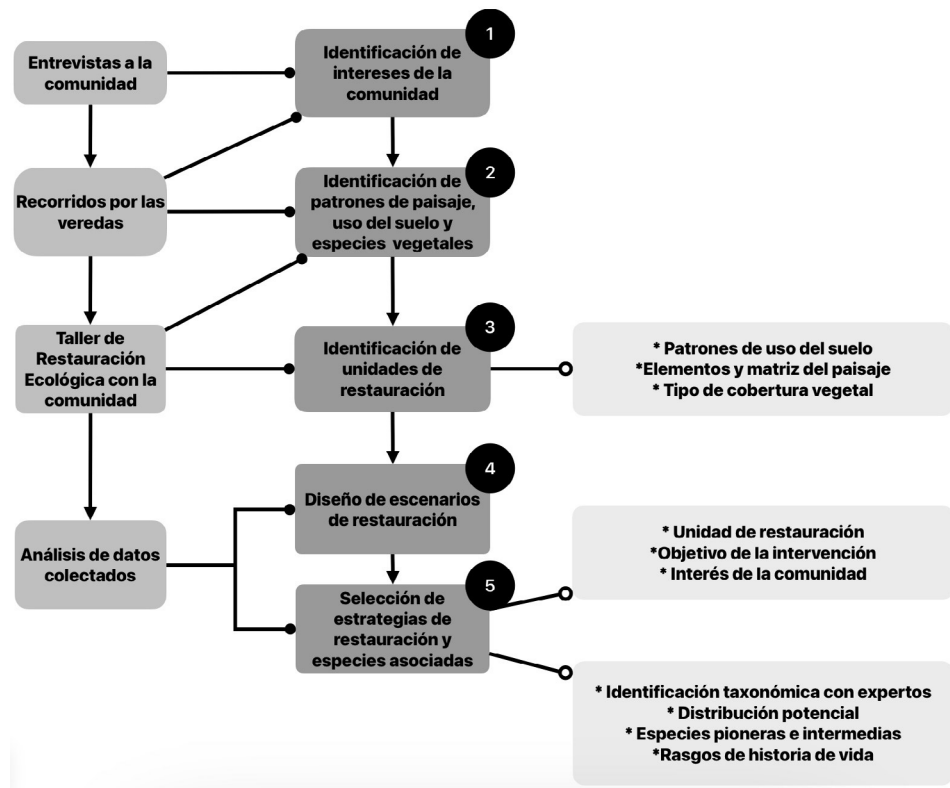 Entrevistas a la
comunidad
1
Identificación de
intereses de la
comunidad
Recorridos por las
veredas
2
Identificación de
patrones de paisaje,
uso del suelo y
especies vegetales
Taller de
Restauración
Ecológica con la
comunidad
3
Identificación de
unidades de
restauración
* Patrones de uso del suelo
*Elementos y matriz del paisaje
* Tipo de cobertura vegetal
4
Diseño de escenarios
de restauración
Análisis de datos
colectados
5
Selección de
estrategias de
restauración y
especies asociadas
* Unidad de restauración
*Objetivo de la intervención
* Interés de la comunidad
* Identificación taxonómica con expertos
* Distribución potencial
* Especies pioneras e intermedias
*Rasgos de historia de vida